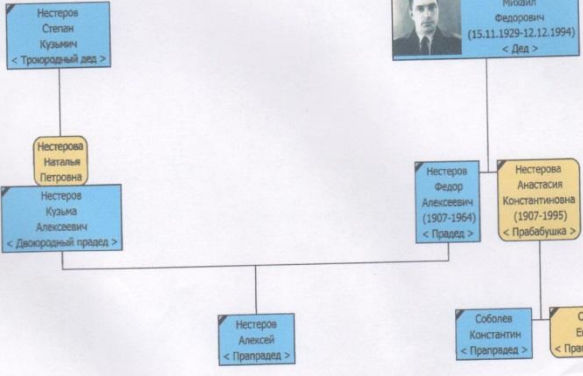 Нестеров
Степан
Кузьмич
< Троюродный дед >
Михаил
Федорович
(15.11.1929-12.12.1994)
< Дед >
Нестерова
Наталья
Петровна
Нестеров
Кузьма
Алексеевич
< Двоюродный прадед >
Нестеров
Федор
Алексеевич
(1907-1964)
< Прадед >
Нестерова
Анастасия
Константиновна
(1907-1995)
< Прабабушка >
Нестеров
Алексей
< Прапрадед >
Соболев
Константин
< Прапрадед >